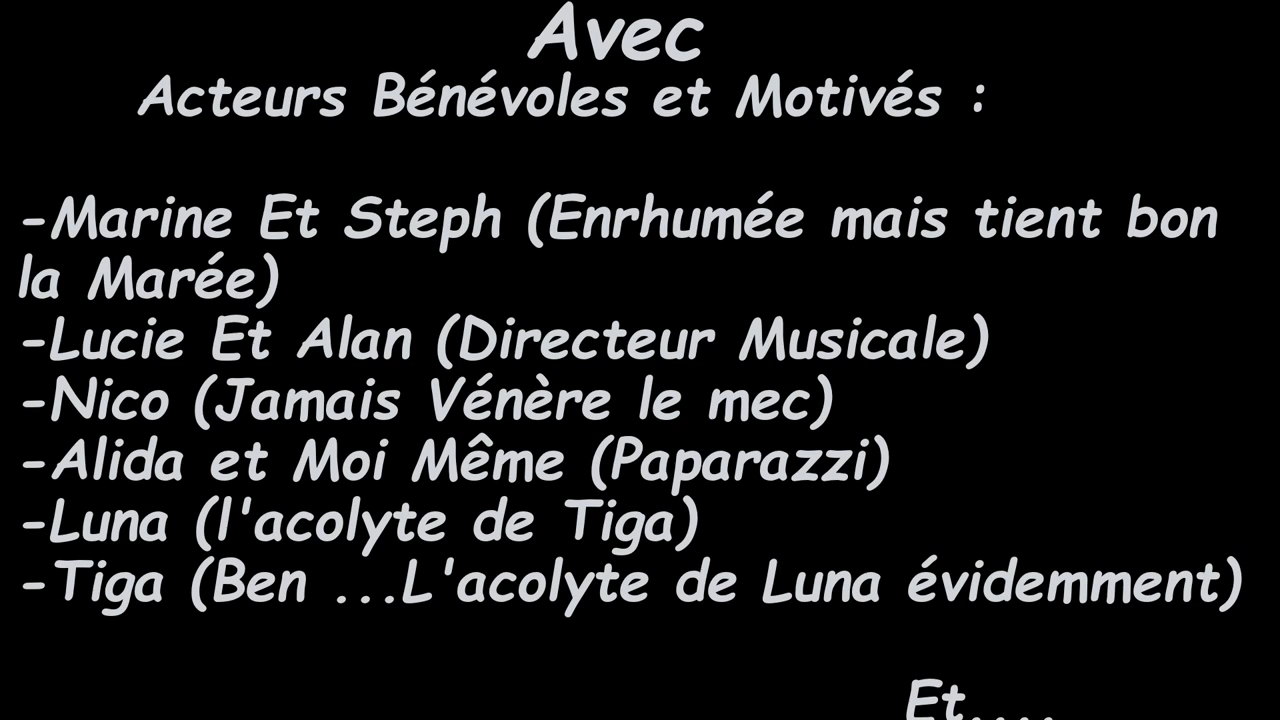 Avec
Acteurs Bénévoles et Motivés :
-Marine Et Steph (Enrhumée mais tient bon
la Marée)
-Lucie Et Alan (Directeur Musicale)
-Nico (Jamais Vénère le mec)
-Alida et Moi Même (Paparazzi)
-Luna (l'acolyte de Tiga)
-Tiga (Ben ...L'acolyte de Luna évidemment)
Et....